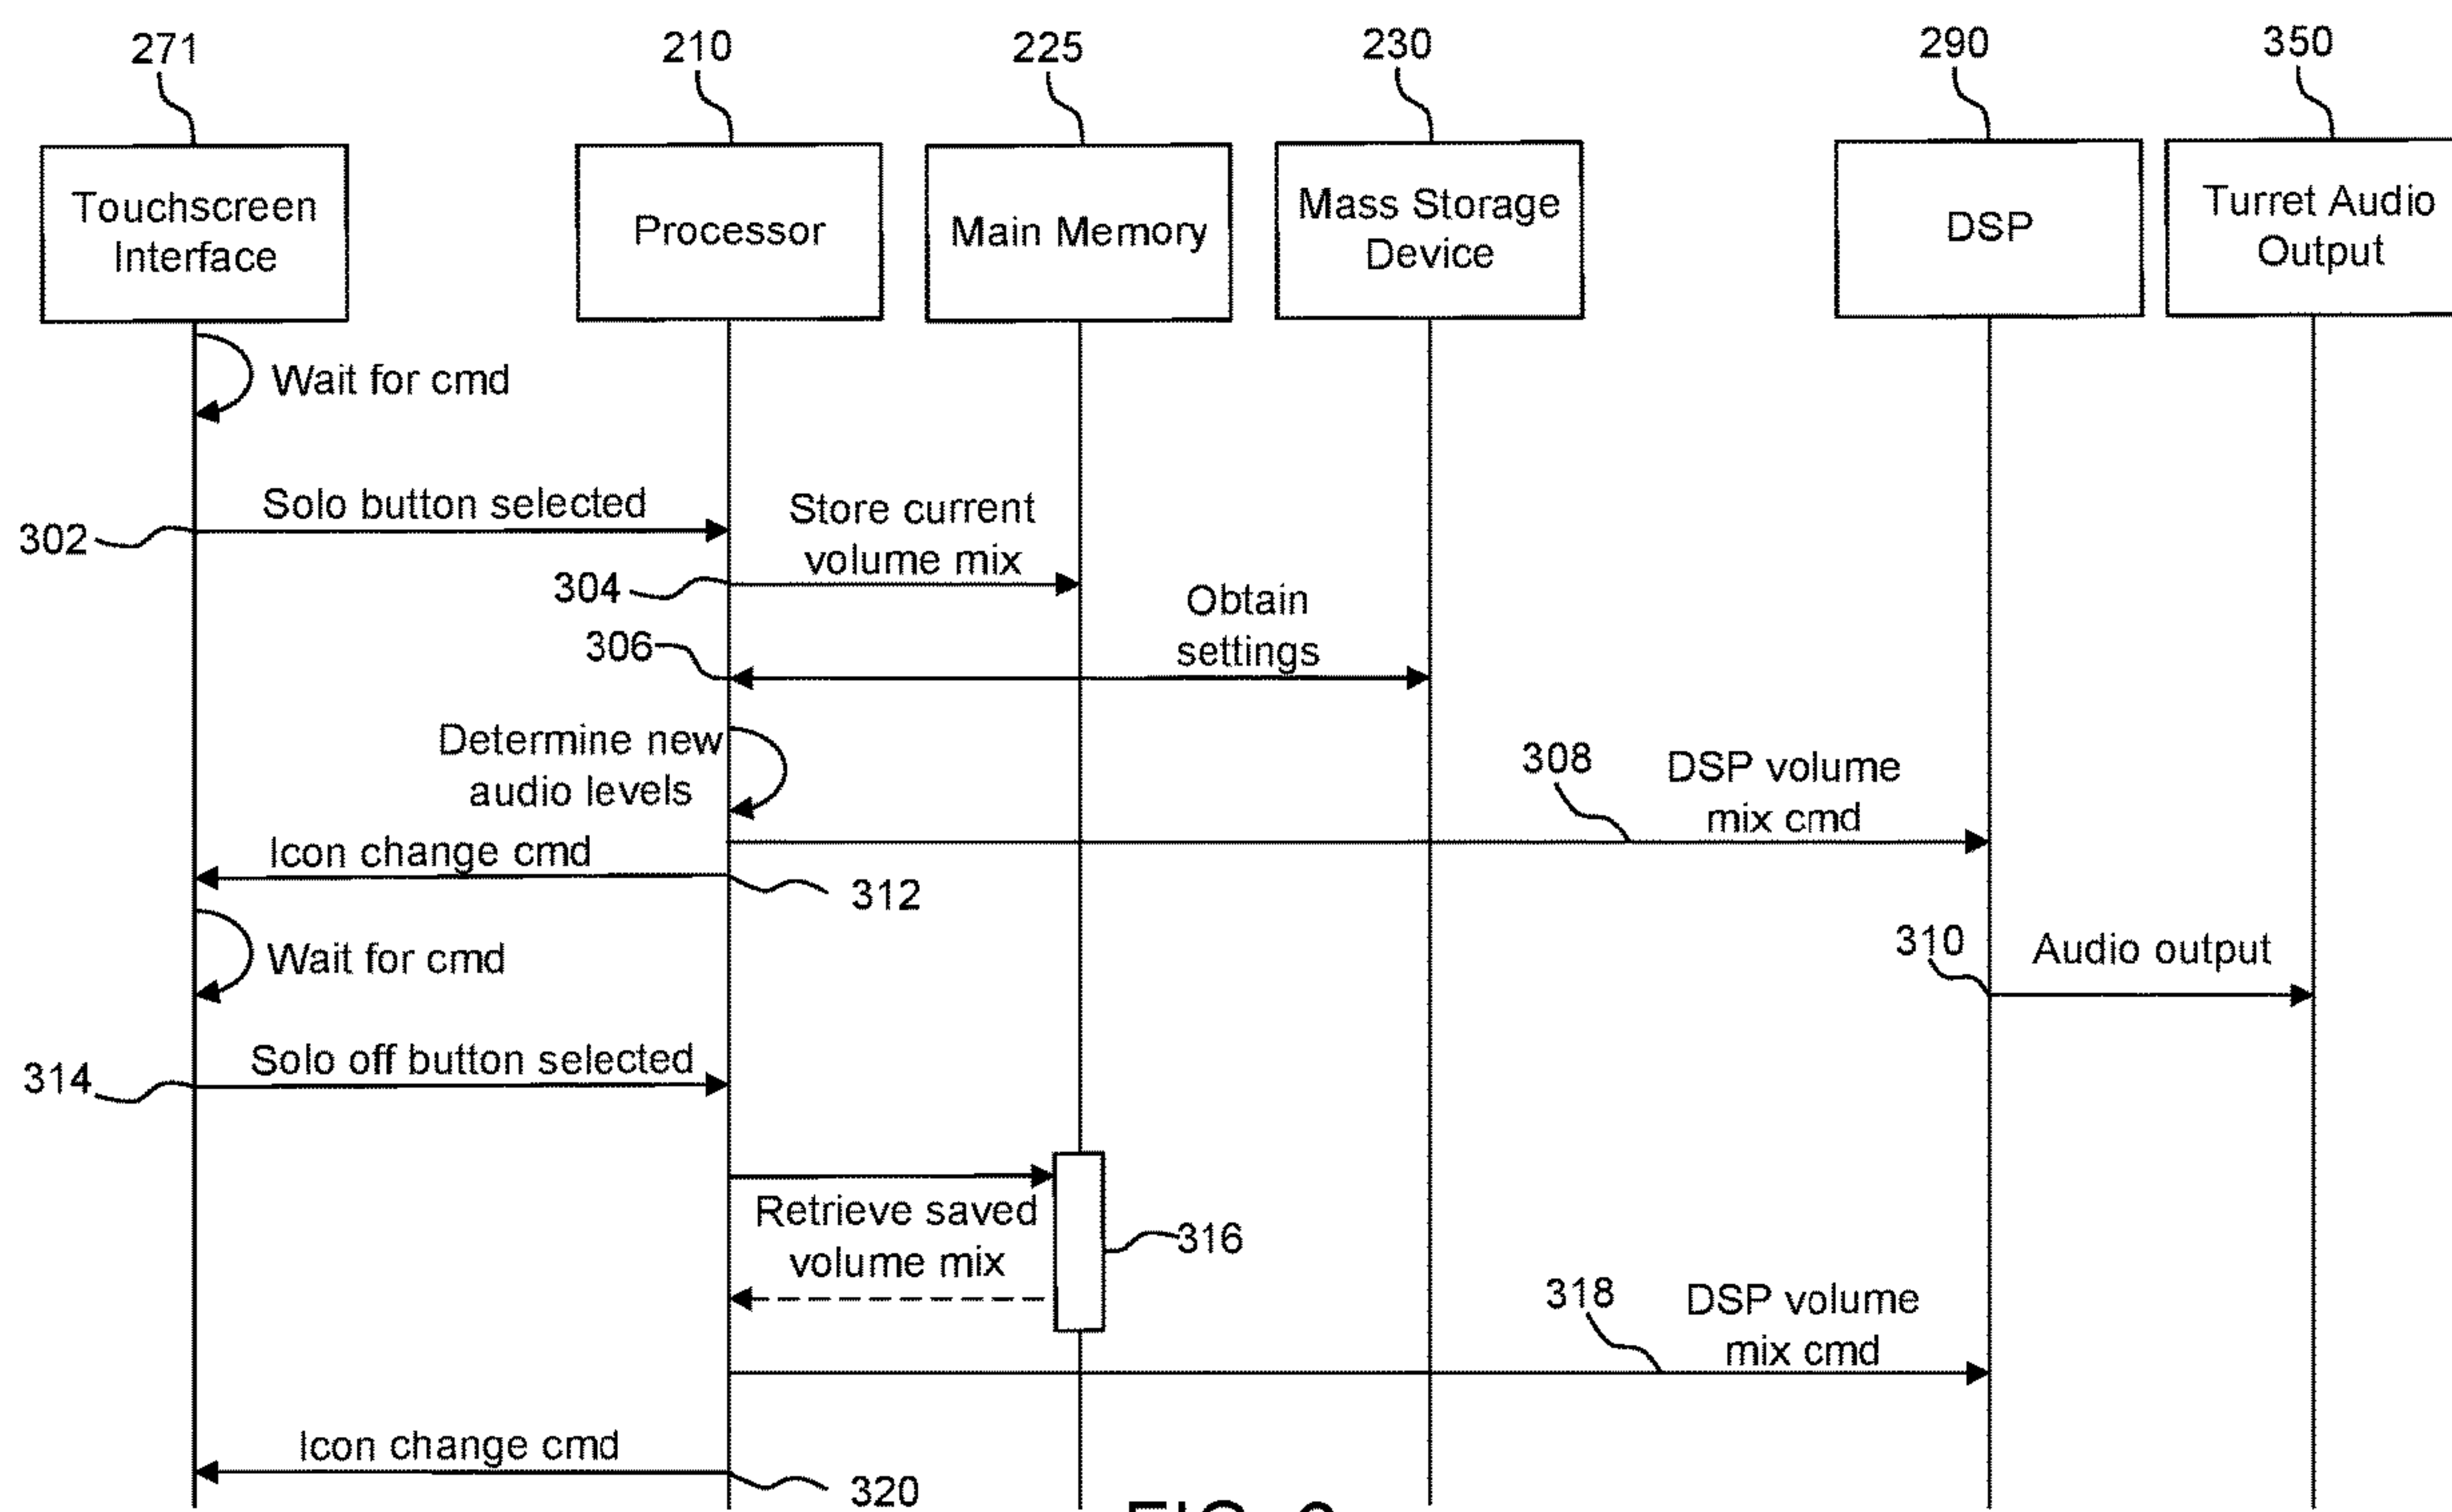 271
210
225
230
290
350
Touchscreen
Interface
Processor
Main Memory
Mass Storage
Device
DSP
Turret Audio
Output
Wait for cmd
Solo button selected
302
Store current
volume mix
304
Obtain
settings
306
Determine new
audio levels
308
DSP volume
mix cmd
Icon change cmd
312
Wait for cmd
310
Audio output
Solo off button selected
314
Retrieve saved
volume mix
316
318
DSP volume
mix cmd
Icon change cmd
320